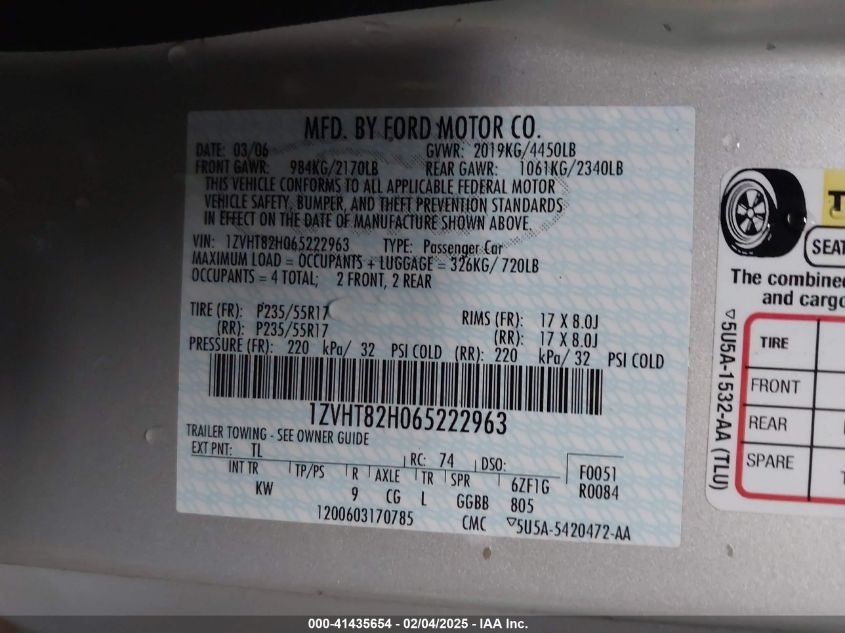 MFD. BY FORD MOTOR CO.
DATE: 03/06 GVWR: 2019KG/4450LB
FRONT GAWR: 984KG/2170LB REAR GAWR: 1061KG/2340LB
THIS VEHICLE CONFORMS TO ALL APPLICABLE FEDERAL MOTOR
VEHICLE SAFETY, BUMPER, AND THEFT PREVENTION STANDARDS
IN EFFECT ON THE DATE OF MANUFACTURE SHOWN ABOVE.
VIN: 1ZVHT82H065222963 TYPE: Passenger Car
MAXIMUM LOAD = OCCUPANTS + LUGGAGE = 326KG/720LB
OCCUPANTS = 4 TOTAL; 2 FRONT, 2 REAR
TIRE (FR): P235/55R17 RIMS (FR): 17 X 8.0J
(RR): P235/55R17 (RR): 17 X 8.0J
PRESSURE (FR): 220 kPa/ 32 PSI COLD (RR): 220 kPa/ 32 PSI COLD
1ZVHT82H065222963
TRAILER TOWING - SEE OWNER GUIDE
EXT PNT: TL RC: 74 DSO: F0051
INT TR TP/PS R AXLE TR SPR 6ZF1G R0084
KW 9 CG L GGBB 805
1200603170785 CMC ▽5U5A-5420472-AA
T
SEAT
The combined
and cargo
TIRE
FRONT
REAR
SPARE
▽5U5A-1532-AA (TLU)
000-41435654 - 02/04/2025 - IAA Inc.